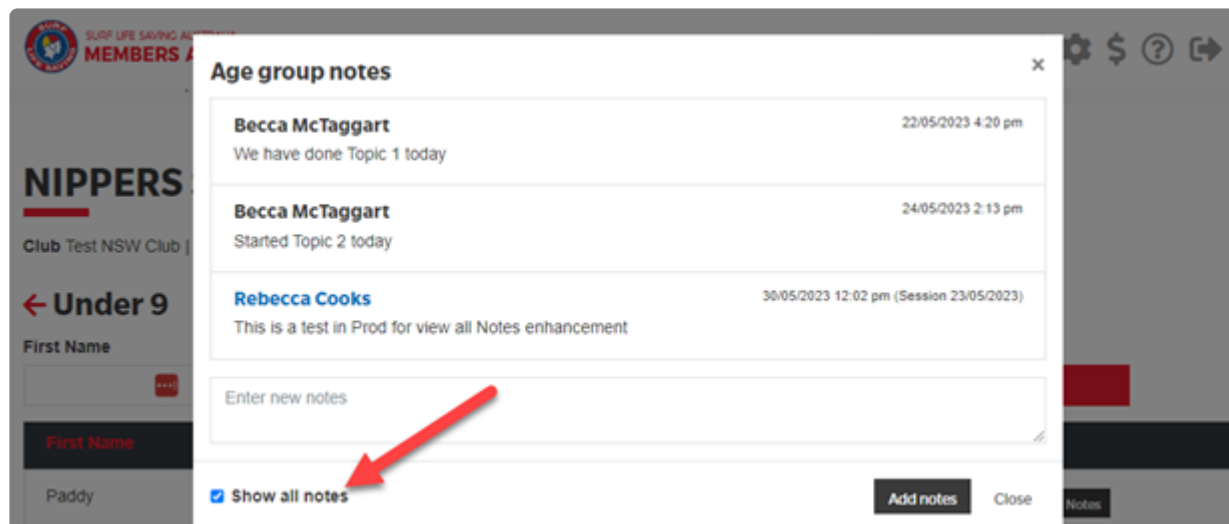 SURF LIFE SAVING
MEMBERS
Age group notes
×
Becca McTaggart
22/05/2023 4:20 pm
We have done Topic 1 today
NIPPERS
Becca McTaggart
24/05/2023 2:13 pm
Started Topic 2 today
Club Test NSW Club |
Rebecca Cooks
30/05/2023 12:02 pm (Session 23/05/2023)
This is a test in Prod for view all Notes enhancement
← Under 9
First Name
Enter new notes
First Name
Paddy
Show all notes
Add notes
Close
Notes